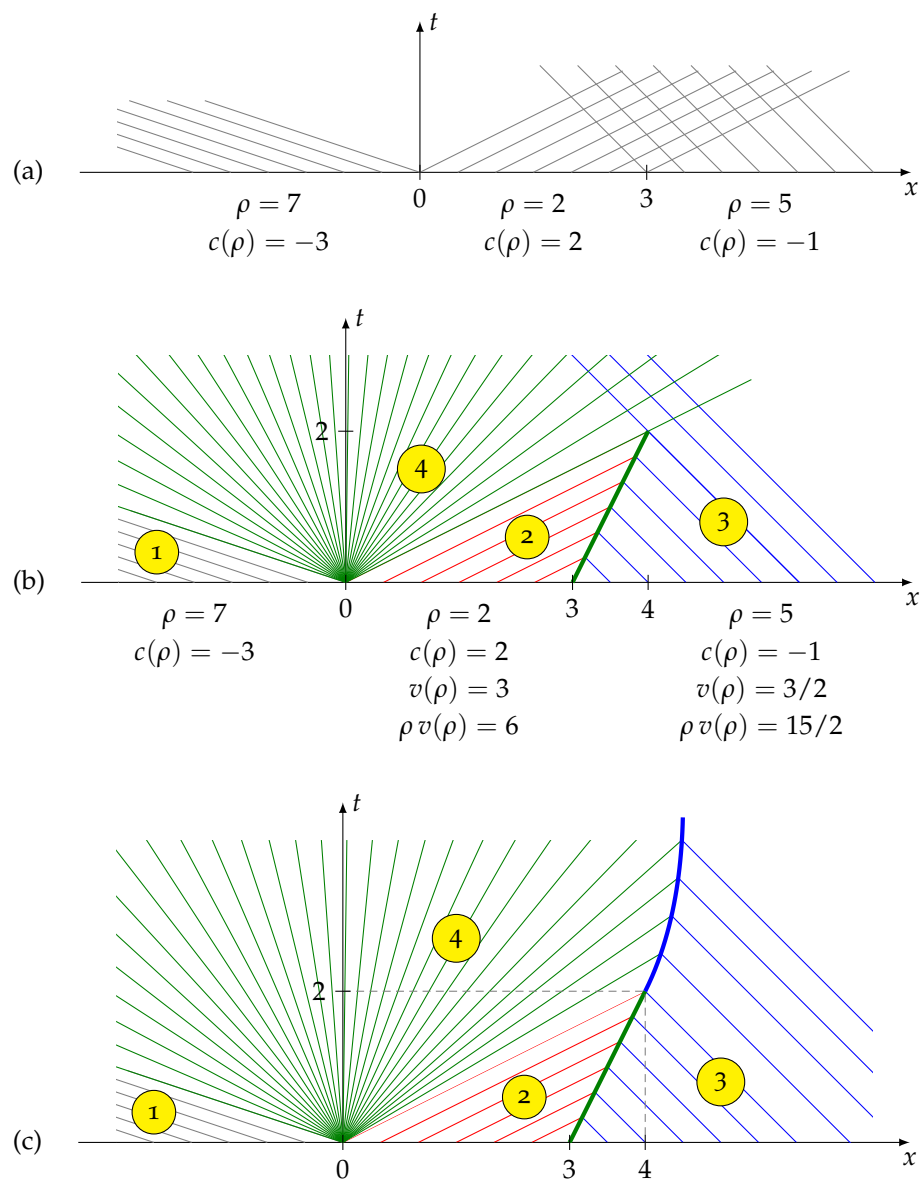 t
(a)
0 3 x
ρ = 7 ρ = 2 ρ = 5
c(ρ) = −3 c(ρ) = 2 c(ρ) = −1
t
2
4
3
2
1
(b)
0 3 4 x
ρ = 7 ρ = 2 ρ = 5
c(ρ) = −3 c(ρ) = 2 c(ρ) = −1
v(ρ) = 3 v(ρ) = 3/2
ρ v(ρ) = 6 ρ v(ρ) = 15/2
t
4
2
3
2
1
(c)
0 3 4 x